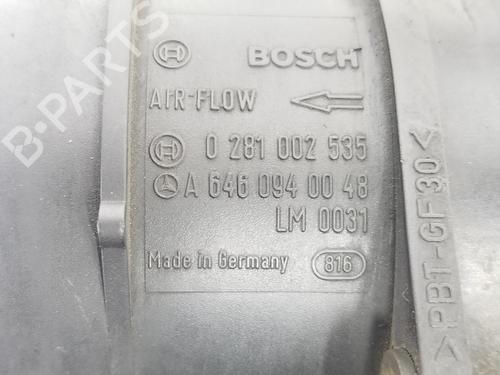 BOSCH
AIR-FLOW
0 281 002 535
A 646 094 00 48
LM 0031
Made in Germany 816
>PBT-GF30<
B-PARTS